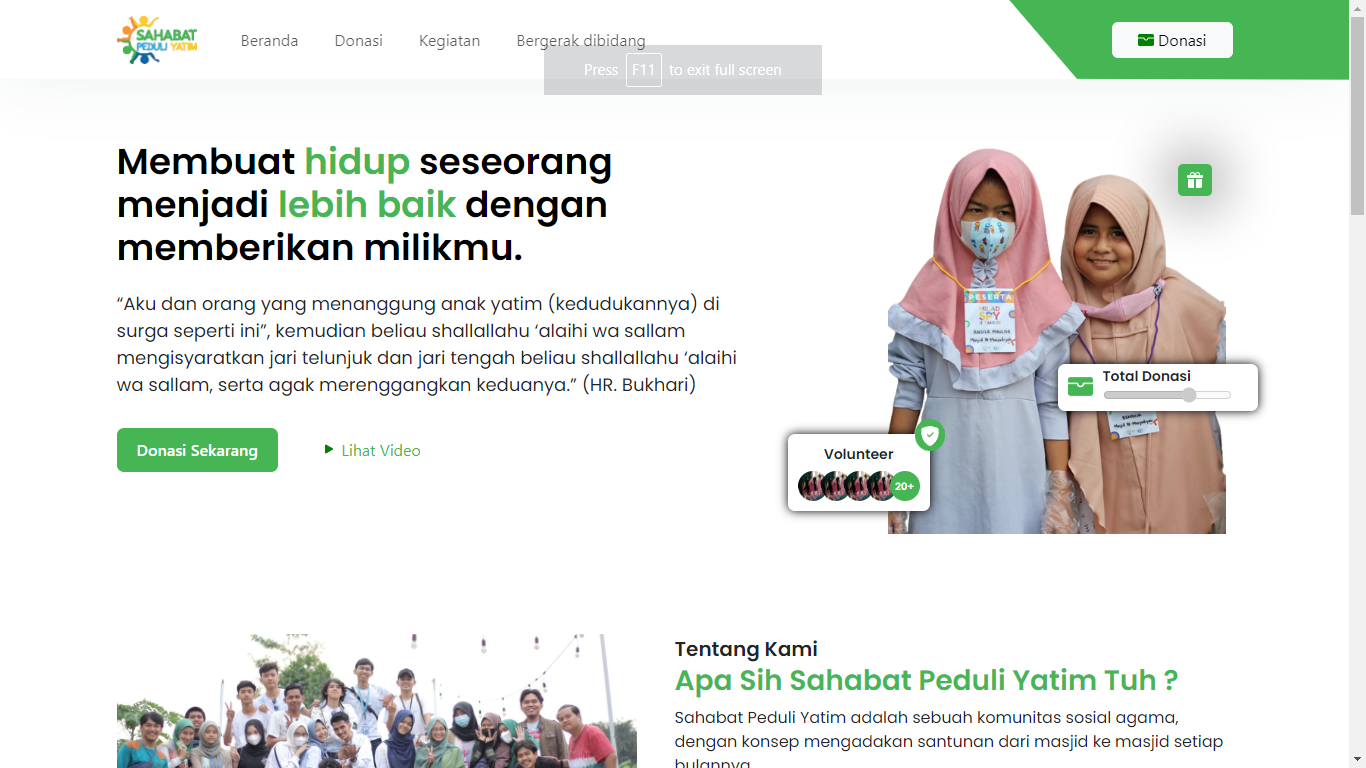 SAHABAT
PEDULI YATIM
Beranda
Donasi
Kegiatan
Bergerak dibidang
Donasi
Press F11 to exit full screen
Membuat hidup seseorang
menjadi lebih baik dengan
memberikan milikmu.
“Aku dan orang yang menanggung anak yatim (kedudukannya) di
surga seperti ini”, kemudian beliau shallallahu ‘alaihi wa sallam
mengisyaratkan jari telunjuk dan jari tengah beliau shallallahu ‘alaihi
wa sallam, serta agak merenggangkan keduanya.” (HR. Bukhari)
Donasi Sekarang
Lihat Video
PESERTA
MILAD
SPY
Total Donasi
Volunteer
20+
Tentang Kami
Apa Sih Sahabat Peduli Yatim Tuh ?
Sahabat Peduli Yatim adalah sebuah komunitas sosial agama,
dengan konsep mengadakan santunan dari masjid ke masjid setiap
bulannya